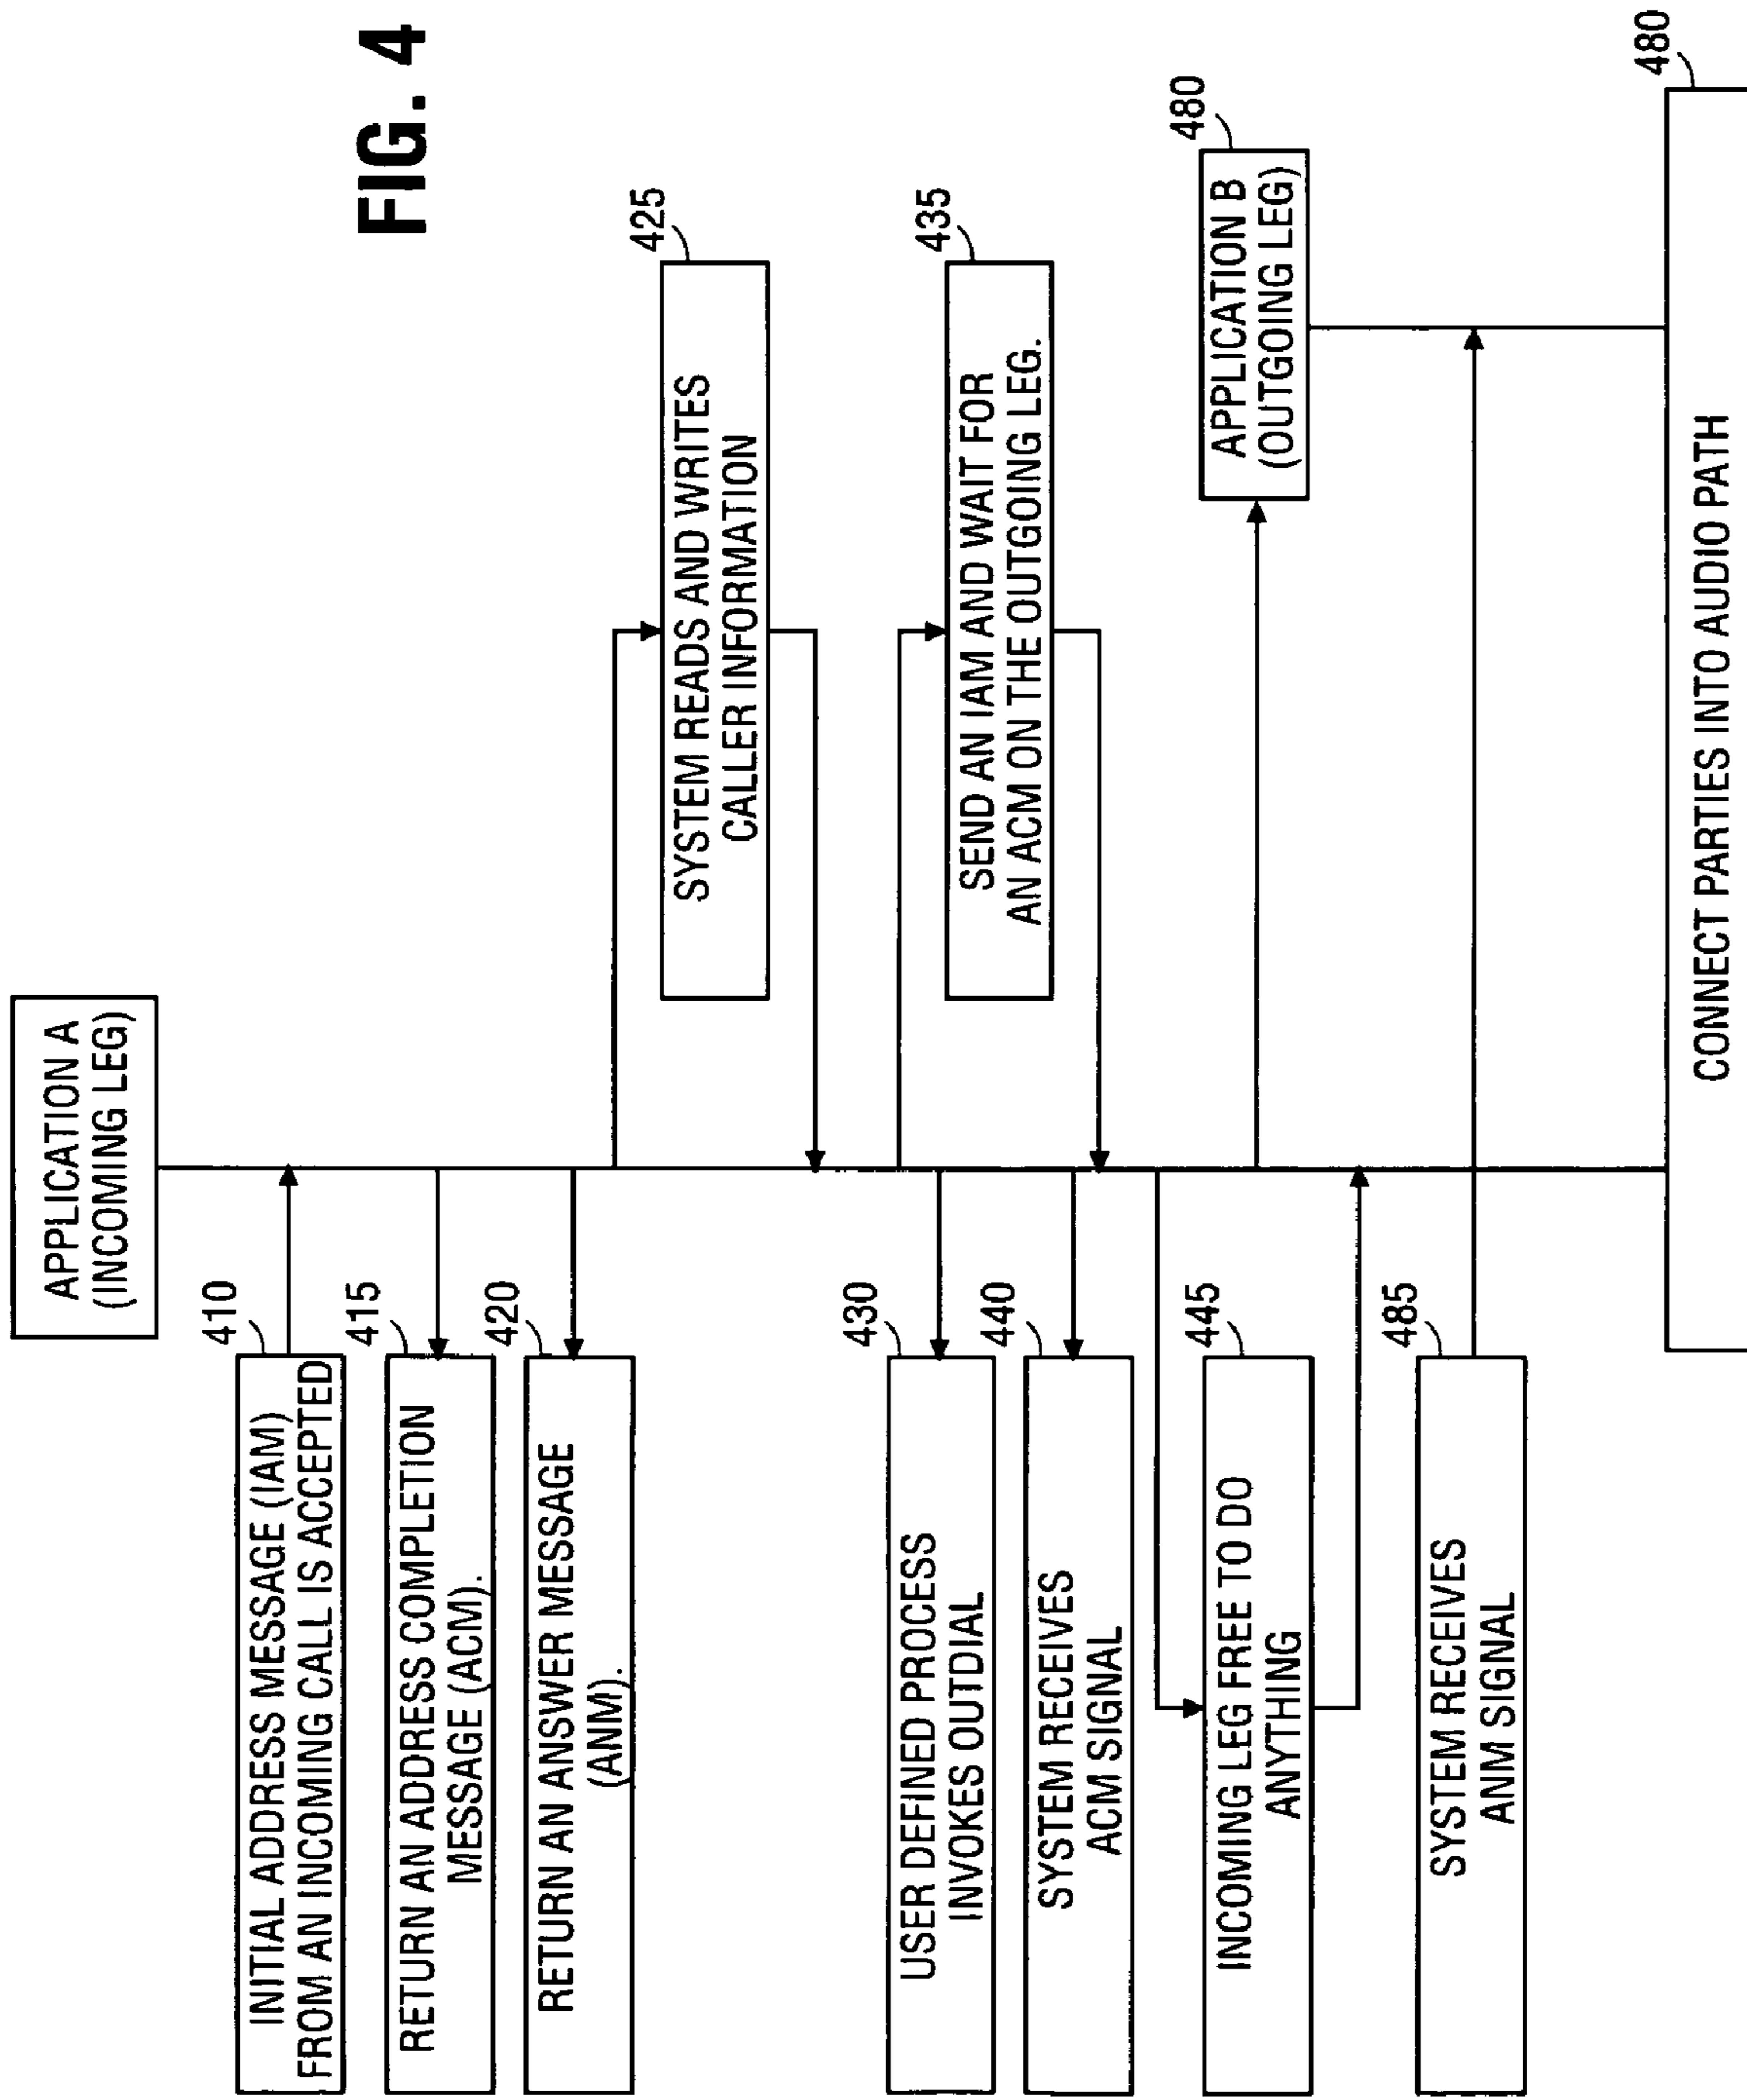 FIG. 4
APPLICATION A
(INCOMING LEG)
410
INITIAL ADDRESS MESSAGE (IAM)
FROM AN INCOMING CALL IS ACCEPTED
415
RETURN AN ADDRESS COMPLETION
MESSAGE (ACM).
420
RETURN AN ANSWER MESSAGE
(ANM).
425
SYSTEM READS AND WRITES
CALLER INFORMATION
430
USER DEFINED PROCESS
INVOKES OUTDIAL
435
SEND AN IAM AND WAIT FOR
AN ACM ON THE OUTGOING LEG.
440
SYSTEM RECEIVES
ACM SIGNAL
445
INCOMING LEG FREE TO DO
ANYTHING
480
APPLICATION B
(OUTGOING LEG)
485
SYSTEM RECEIVES
ANM SIGNAL
480
CONNECT PARTIES INTO AUDIO PATH